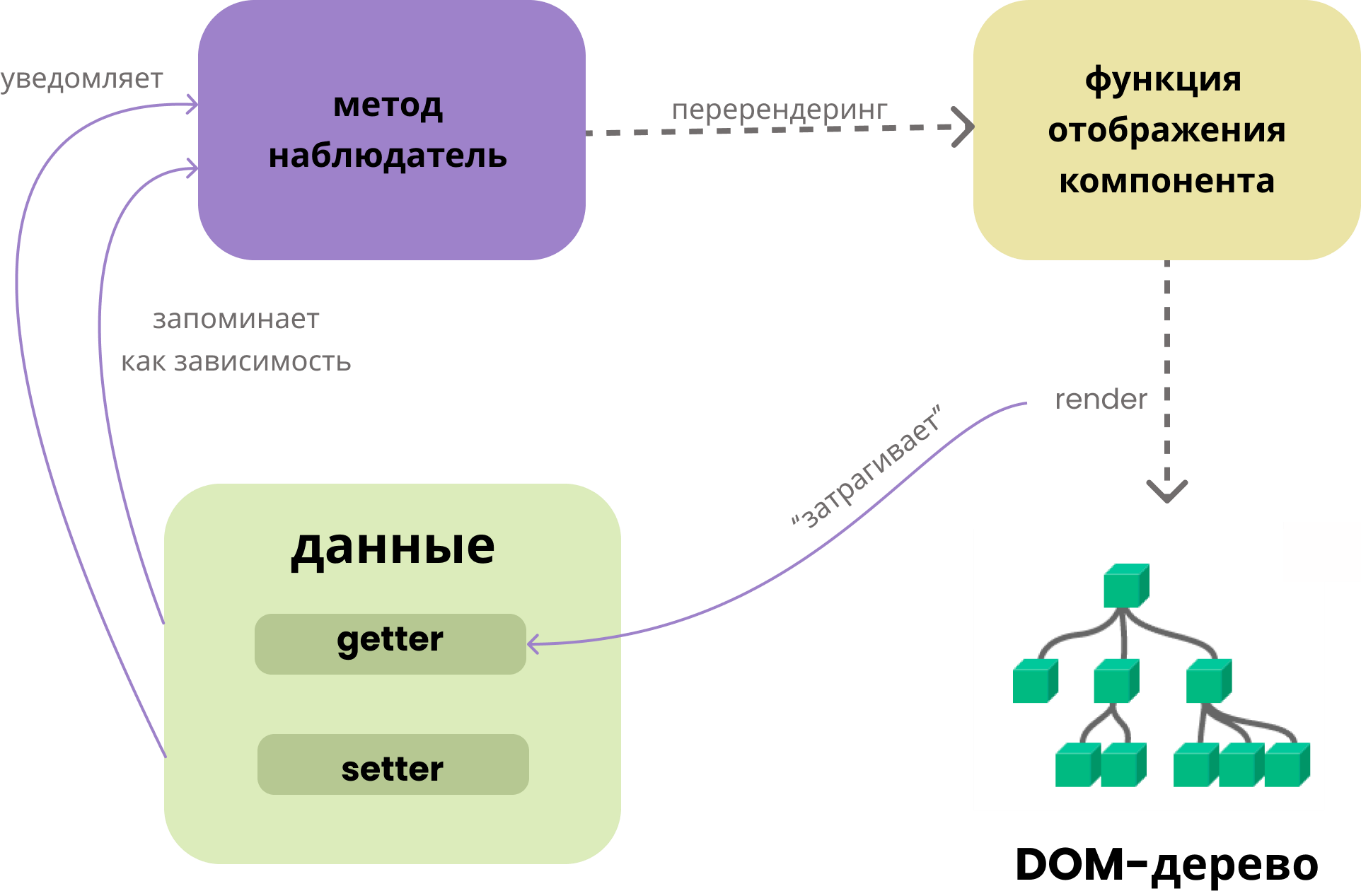 уведомляет
метод
наблюдатель
перерендеринг
функция
отображения
компонента
запоминает
как зависимость
render
“затрагивает”
данные
getter
setter
DOM-дерево